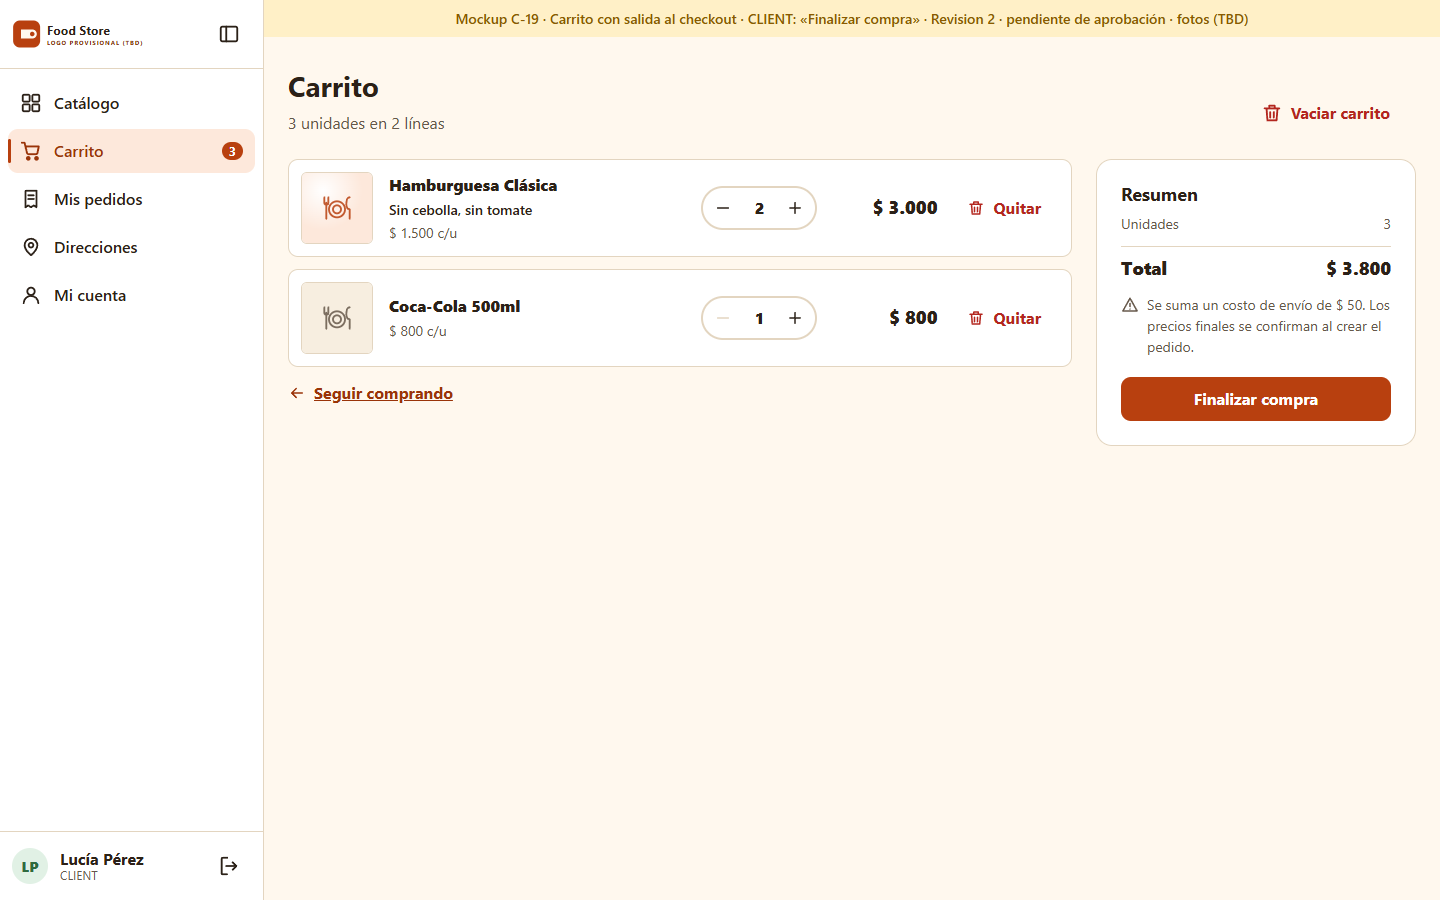 Food Store
LOGO PROVISIONAL (TBD)
Catálogo
Carrito 3
Mis pedidos
Direcciones
Mi cuenta
LP
Lucía Pérez
CLIENT
Mockup C-19 · Carrito con salida al checkout · CLIENT: «Finalizar compra» · Revision 2 · pendiente de aprobación · fotos (TBD)
Carrito
3 unidades en 2 líneas
Vaciar carrito
Hamburguesa Clásica
Sin cebolla, sin tomate
$ 1.500 c/u
− 2 + $ 3.000 Quitar
Coca-Cola 500ml
$ 800 c/u
− 1 + $ 800 Quitar
← Seguir comprando
Resumen
Unidades 3
Total $ 3.800
Se suma un costo de envío de $ 50. Los
precios finales se confirman al crear el
pedido.
Finalizar compra